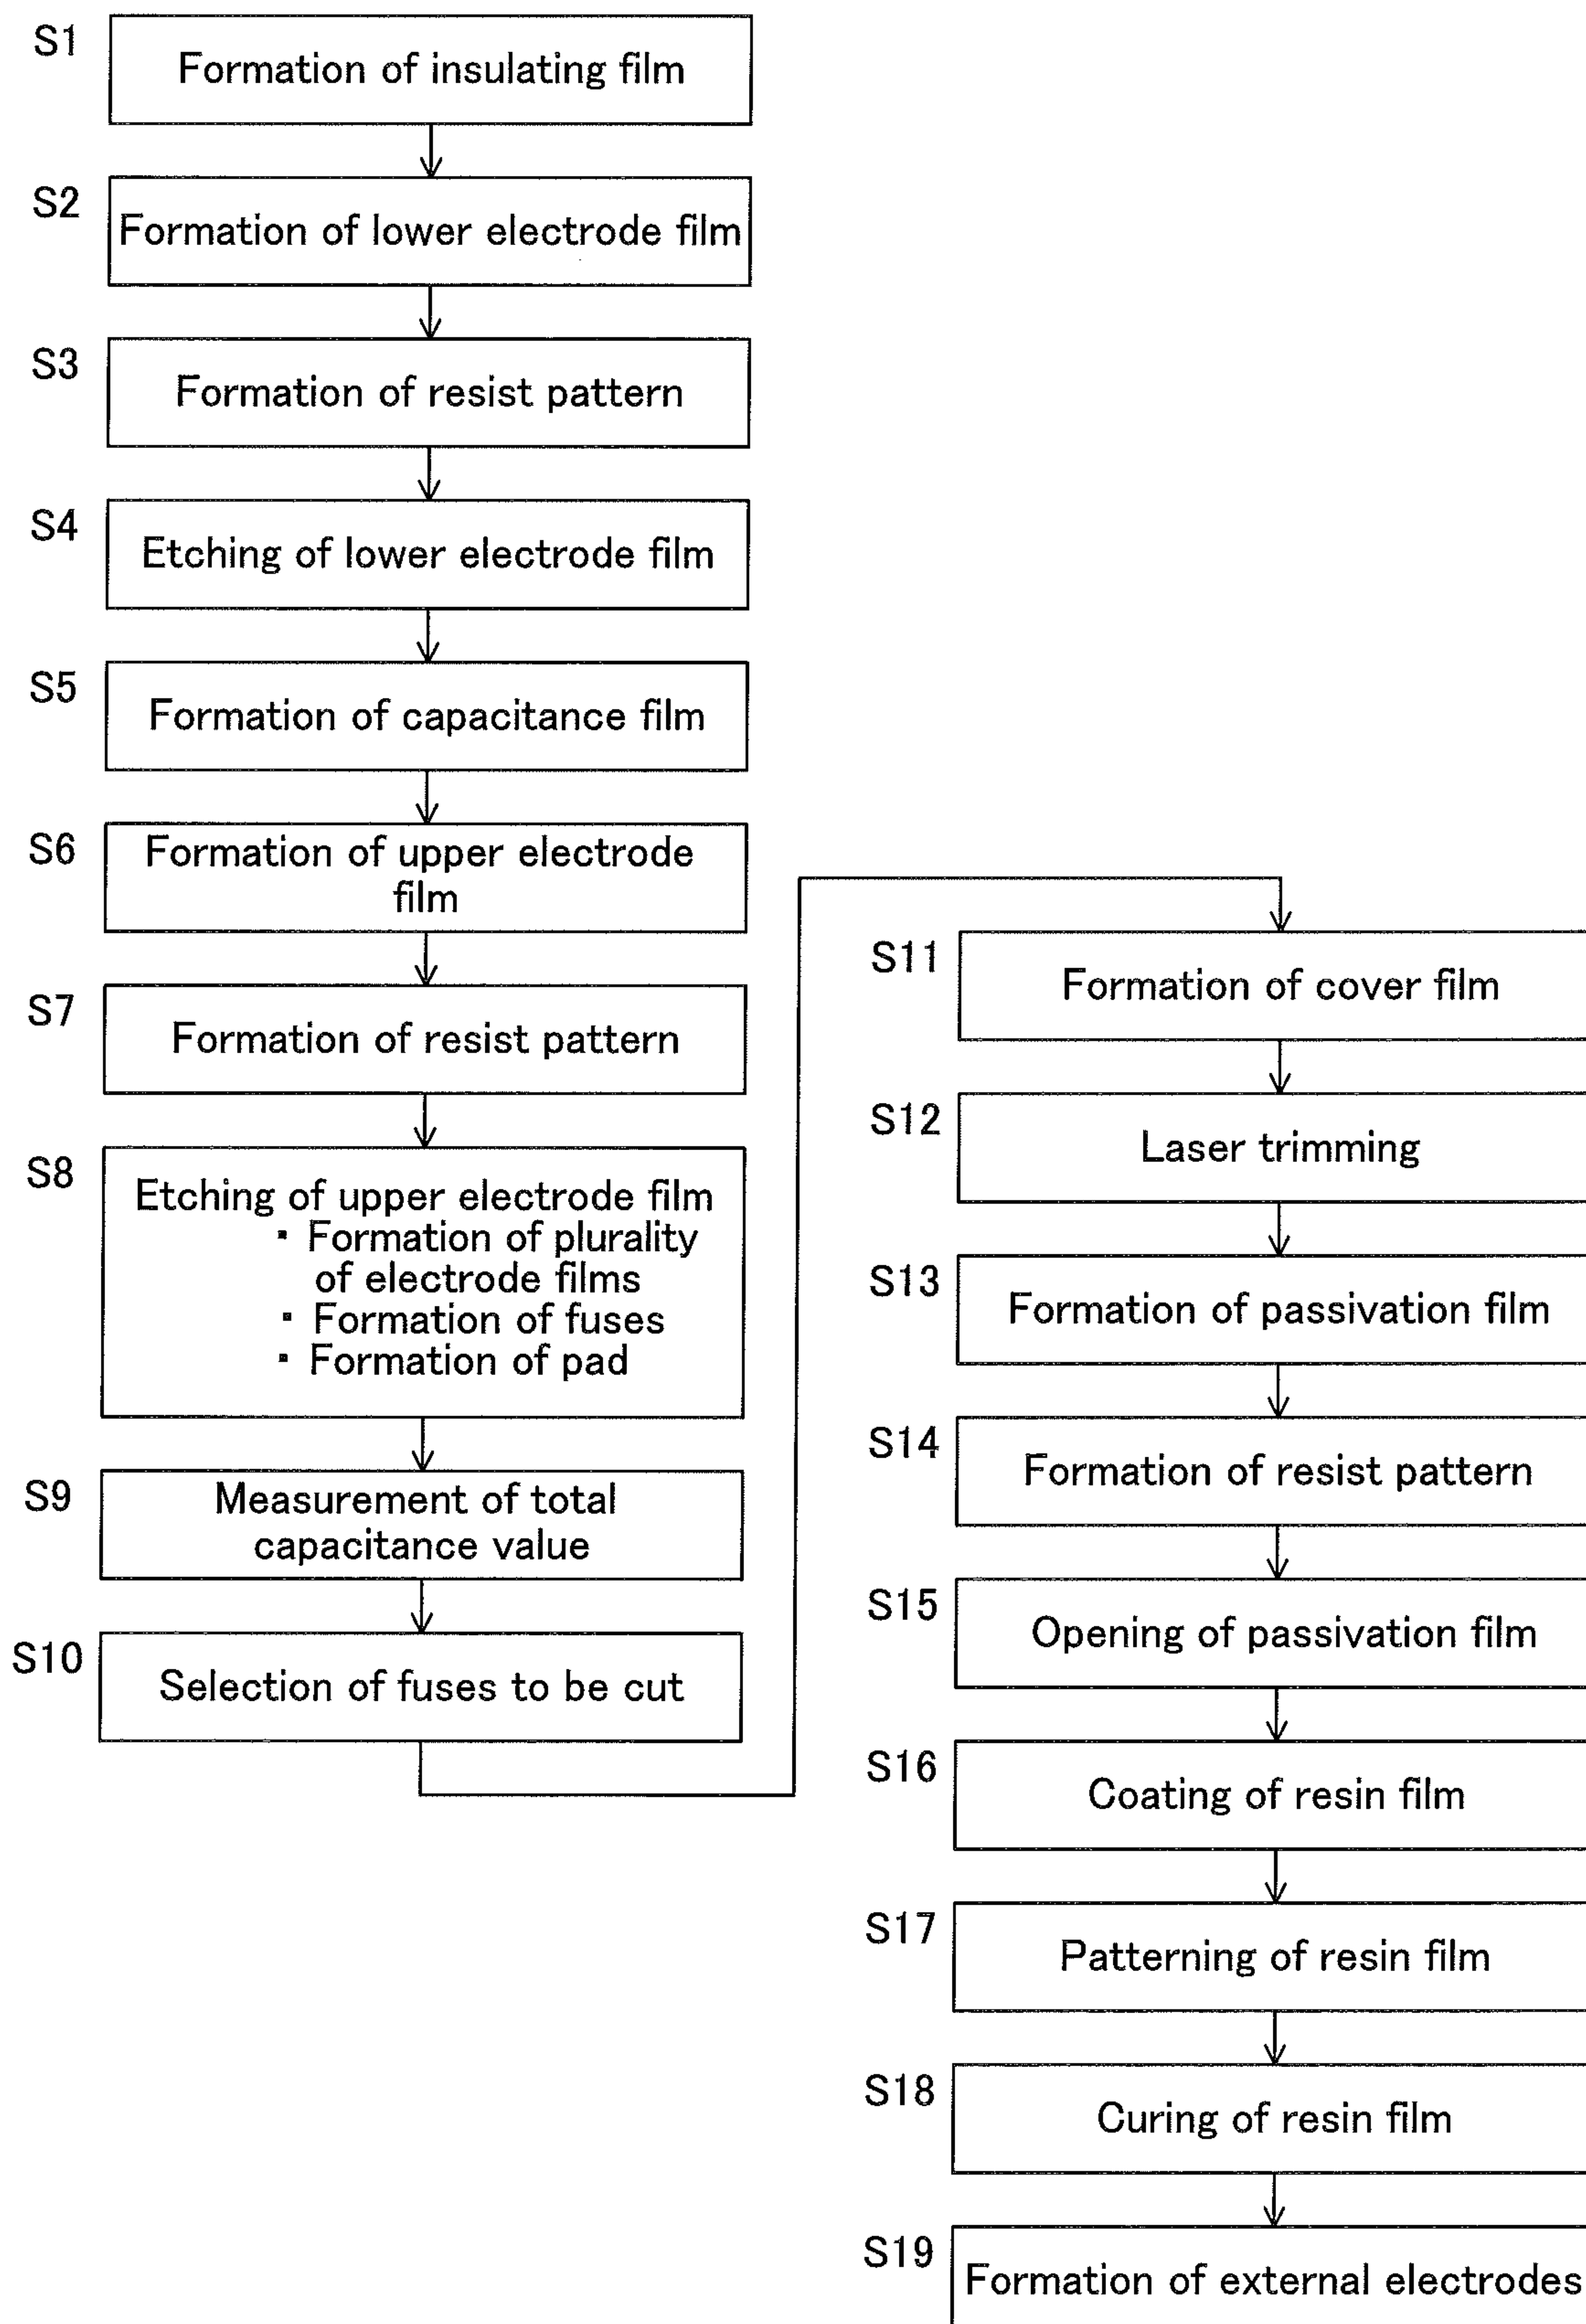 S1
Formation of insulating film
S2
Formation of lower electrode film
S3
Formation of resist pattern
S4
Etching of lower electrode film
S5
Formation of capacitance film
S6
Formation of upper electrode
film
S7
Formation of resist pattern
S8
Etching of upper electrode film
・Formation of plurality
of electrode films
・Formation of fuses
・Formation of pad
S9
Measurement of total
capacitance value
S10
Selection of fuses to be cut
S11
Formation of cover film
S12
Laser trimming
S13
Formation of passivation film
S14
Formation of resist pattern
S15
Opening of passivation film
S16
Coating of resin film
S17
Patterning of resin film
S18
Curing of resin film
S19
Formation of external electrodes